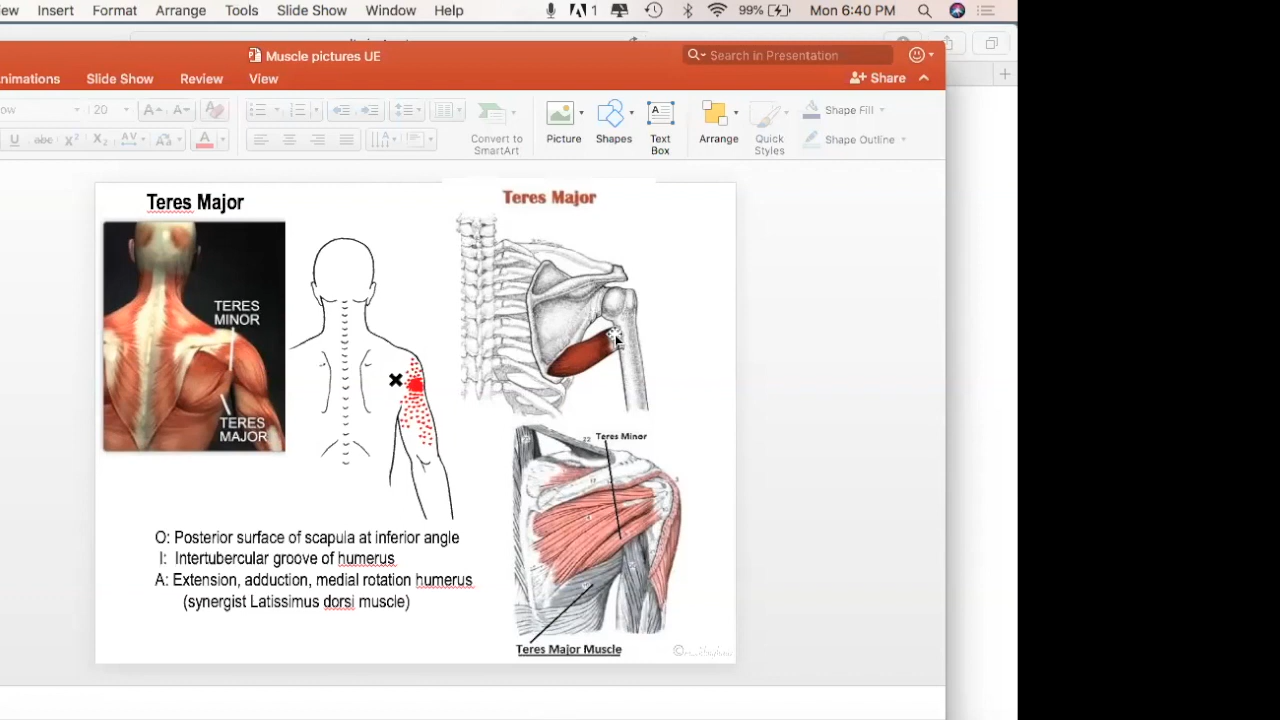 Insert Format Arrange Tools Slide Show Window Help 1 99% Mon 6:40 PM
Muscle pictures UE
Search in Presentation
Slide Show Review View
Share
20
Convert to
SmartArt
Picture
Shapes
Text
Box
Arrange
Quick
Styles
Shape Fill
Shape Outline
Teres Major
TERES
MINOR
TERES
MAJOR
Teres Major
22 Teres Minor
Teres Major Muscle
O: Posterior surface of scapula at inferior angle
I: Intertubercular groove of humerus
A: Extension, adduction, medial rotation humerus
(synergist Latissimus dorsi muscle)